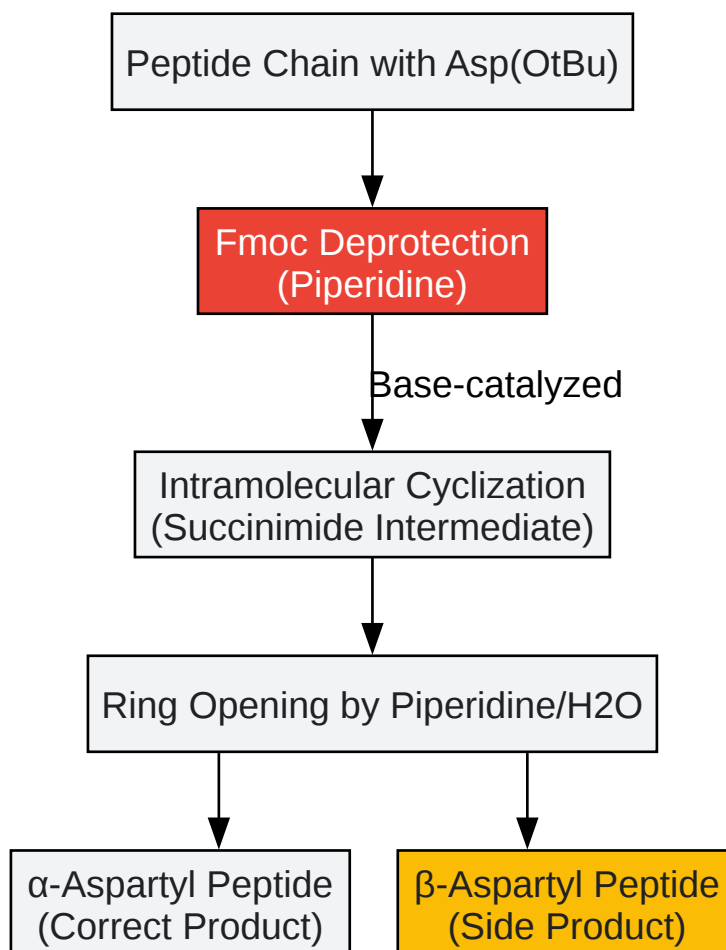 Peptide Chain with Asp(OtBu)
Fmoc Deprotection
(Piperidine)
Base-catalyzed
Intramolecular Cyclization
(Succinimide Intermediate)
Ring Opening by Piperidine/H2O
α-Aspartyl Peptide
(Correct Product)
β-Aspartyl Peptide
(Side Product)